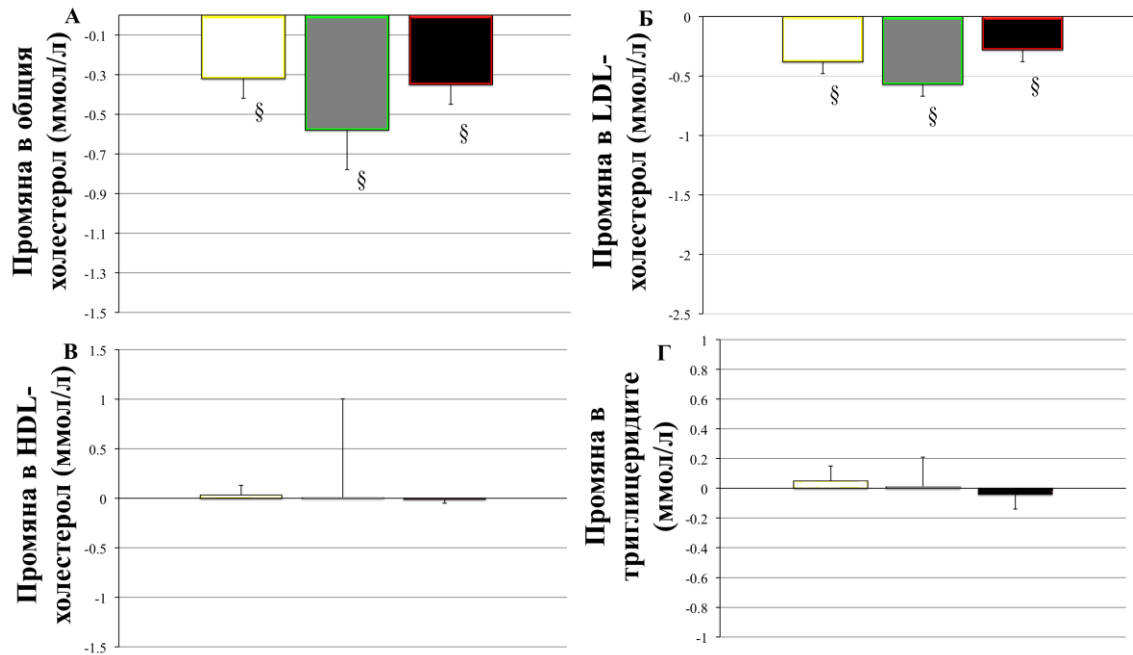 А
Промяна в общия
холестерол (ммол/л)
-0.1
-0.3
-0.5
-0.7
-0.9
-1.1
-1.3
-1.5
§
§
§
Б
Промяна в LDL-
холестерол (ммол/л)
0
-0.5
-1
-1.5
-2
-2.5
§
§
§
В
Промяна в HDL-
холестерол (ммол/л)
1.5
1
0.5
0
-0.5
-1
-1.5
Г
Промяна в
триглицеридите
(ммол/л)
1
0.8
0.6
0.4
0.2
0
-0.2
-0.4
-0.6
-0.8
-1